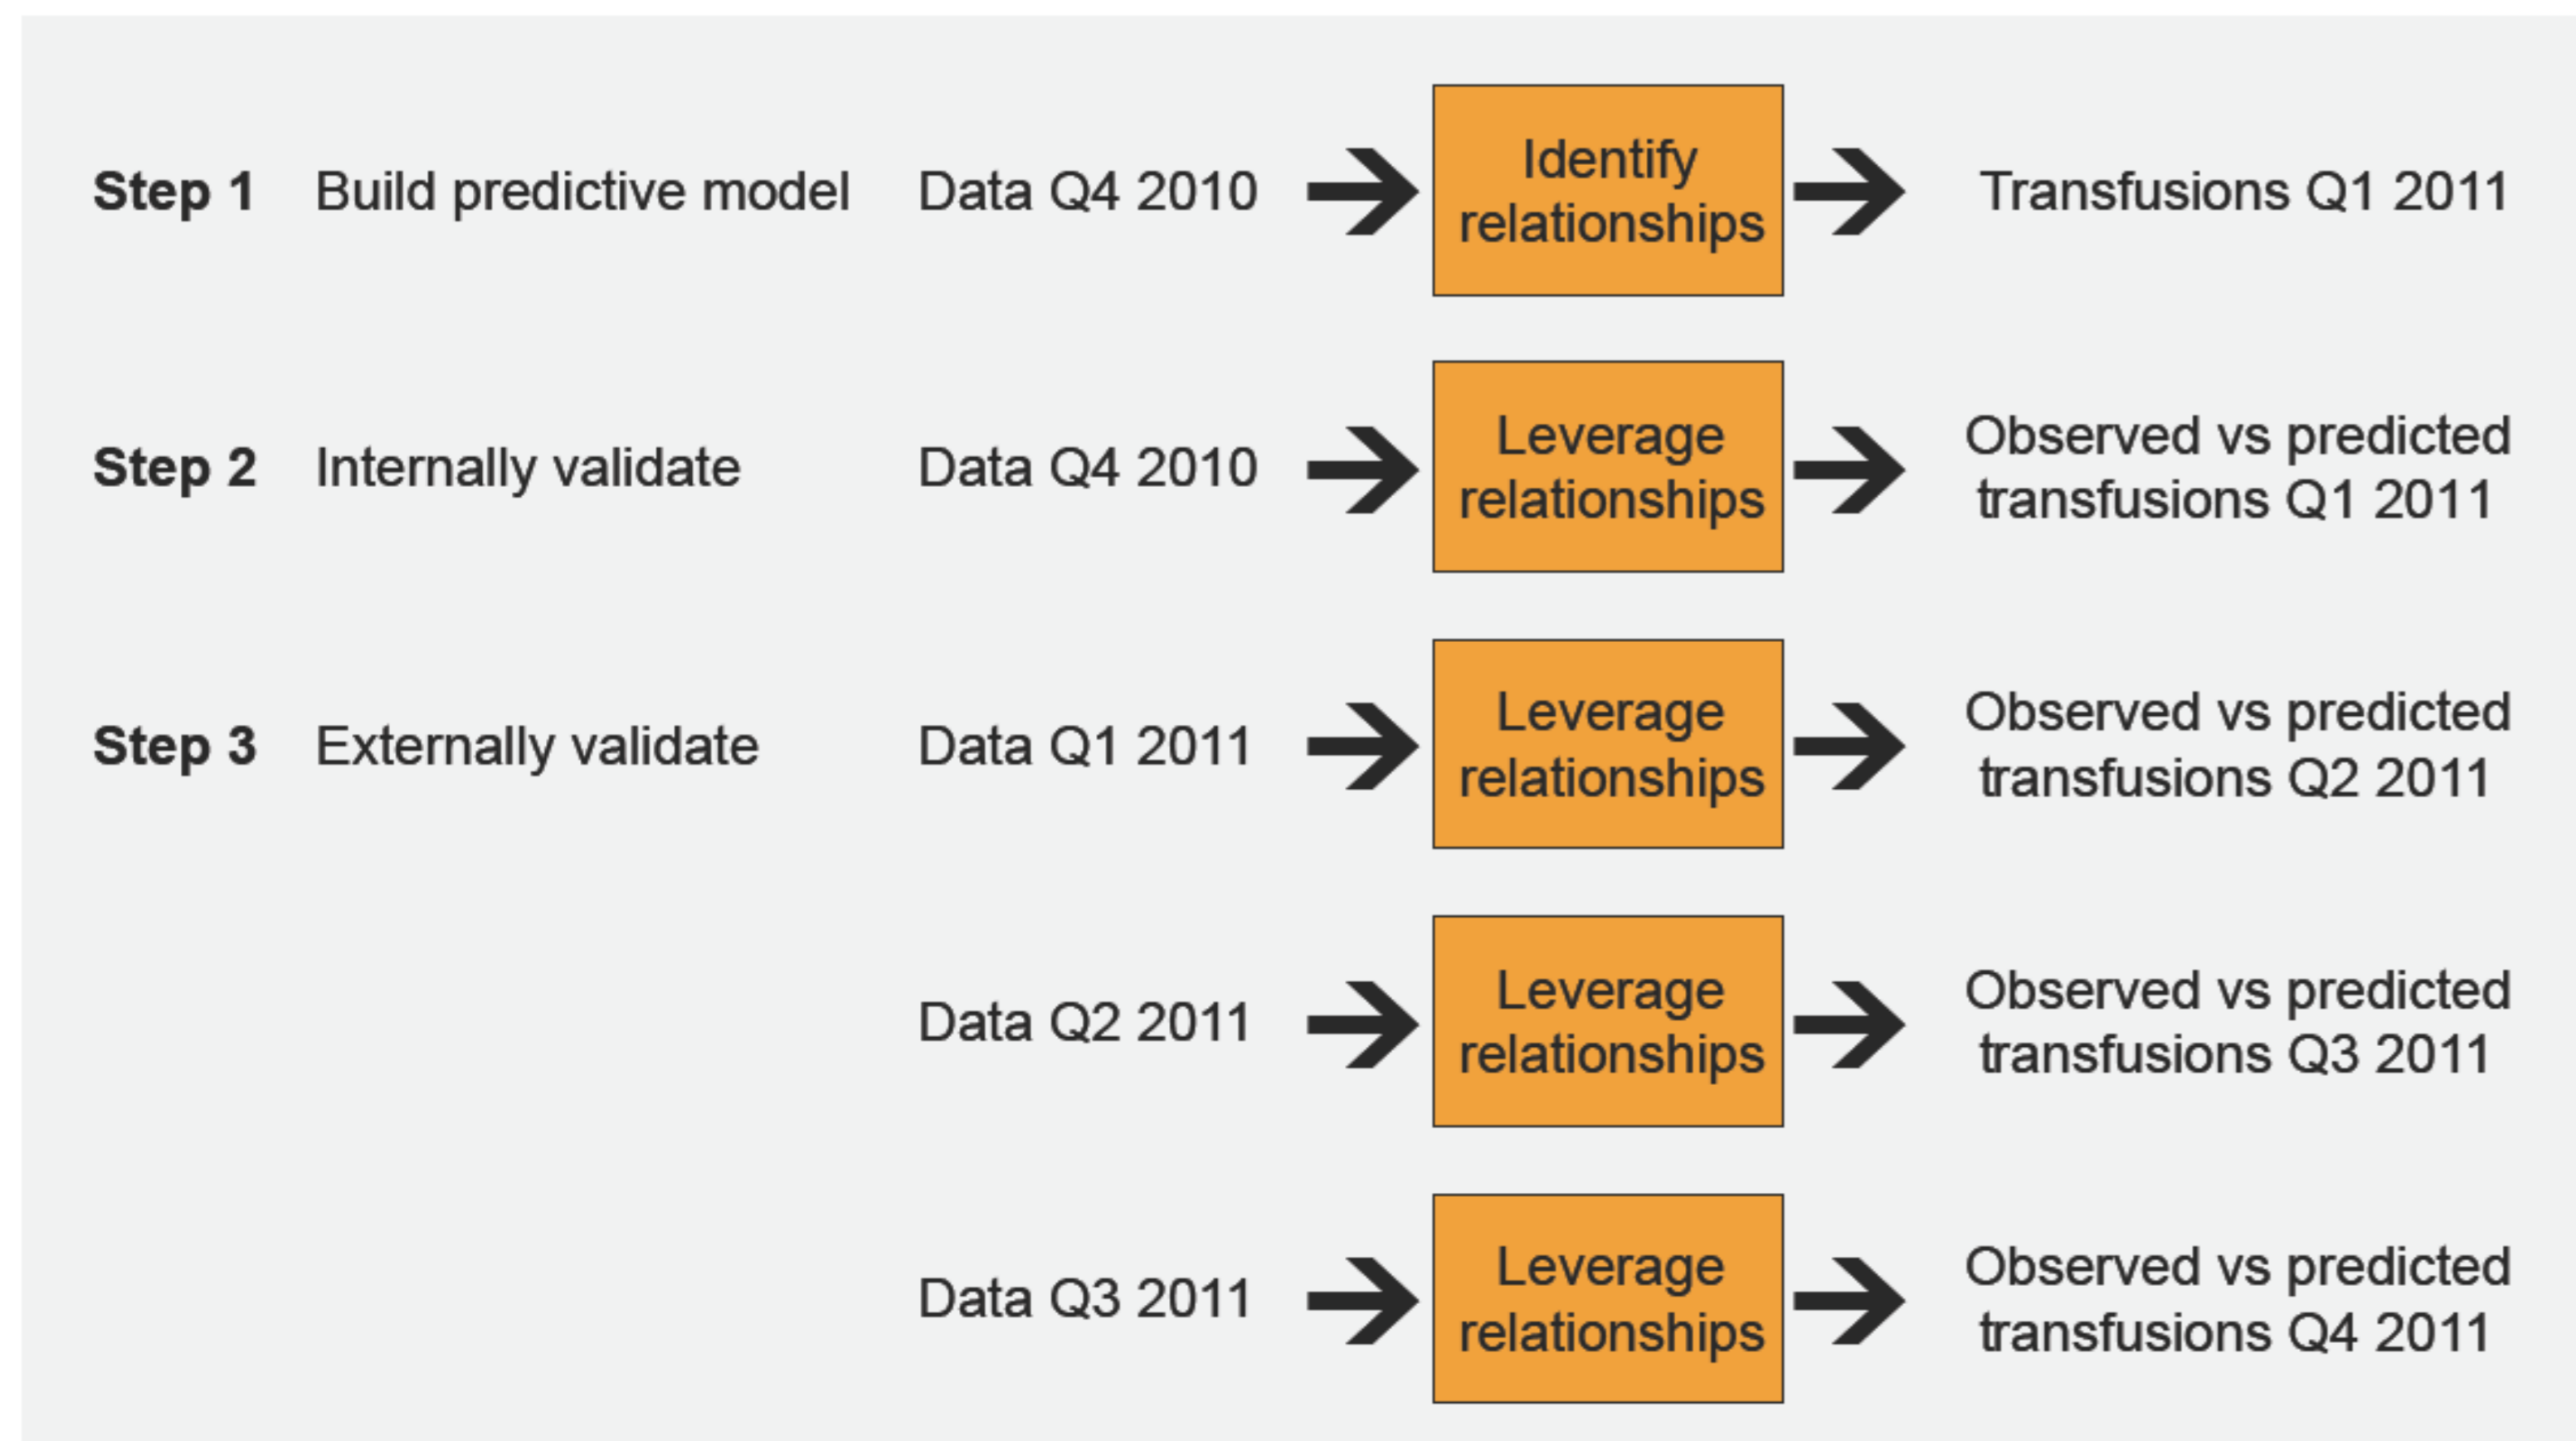 Step 1 Build predictive model Data Q4 2010 Identify relationships Transfusions Q1 2011
Step 2 Internally validate Data Q4 2010 Leverage relationships Observed vs predicted transfusions Q1 2011
Step 3 Externally validate Data Q1 2011 Leverage relationships Observed vs predicted transfusions Q2 2011
Data Q2 2011 Leverage relationships Observed vs predicted transfusions Q3 2011
Data Q3 2011 Leverage relationships Observed vs predicted transfusions Q4 2011